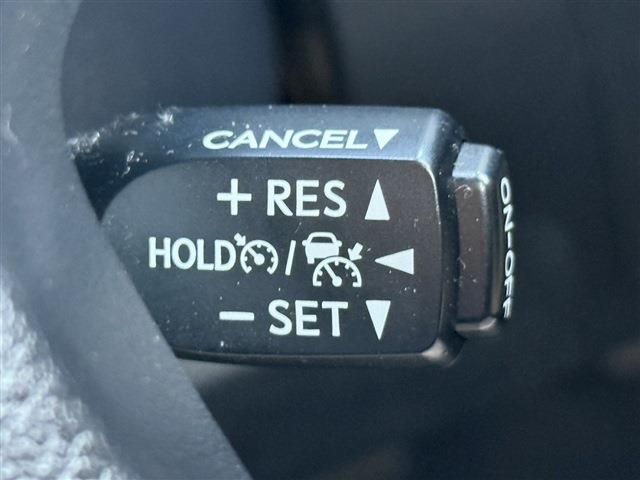 CANCEL▼
+ RES ▲
HOLD / ◀
− SET ▼
ON-OFF